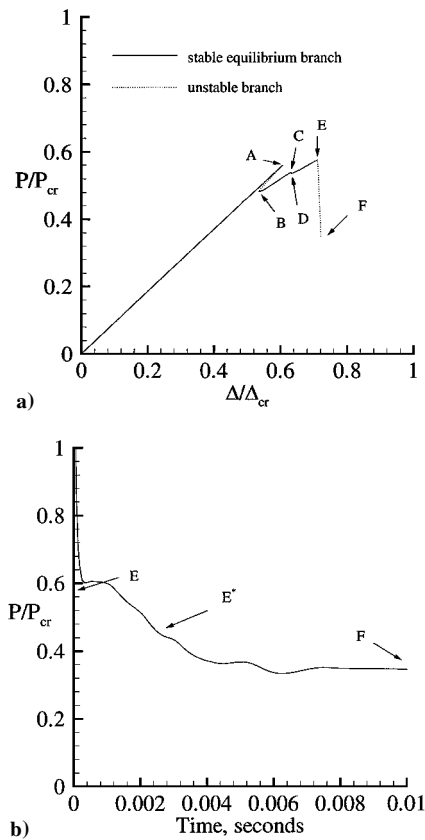 1
stable equilibrium branch
0.8
unstable branch
E
C
0.6
A
P/Pcr
0.4
B
D
F
0.2
0
0
0.2
0.4
0.6
0.8
1
Δ/Δcr
a)
1
0.8
E
0.6
E*
P/Pcr
0.4
F
0.2
0
0
0.002
0.004
0.006
0.008
0.01
Time, seconds
b)